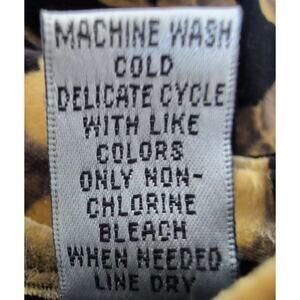 MACHINE WASH
COLD
DELICATE CYCLE
WITH LIKE
COLORS
ONLY NON-
CHLORINE
BLEACH
WHEN NEEDED
LINE DRY